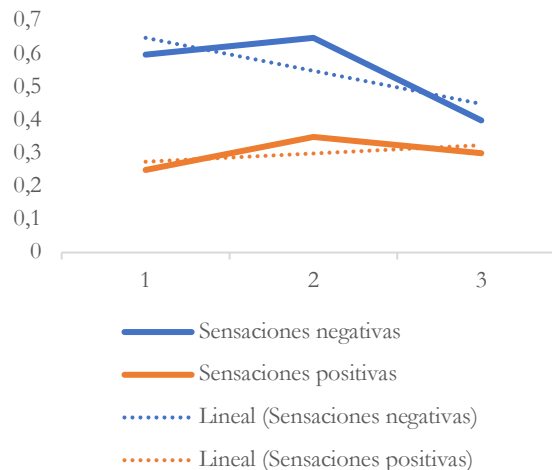 0,7
0,6
0,5
0,4
0,3
0,2
0,1
0
1 2 3
Sensaciones negativas
Sensaciones positivas
Lineal (Sensaciones negativas)
Lineal (Sensaciones positivas)